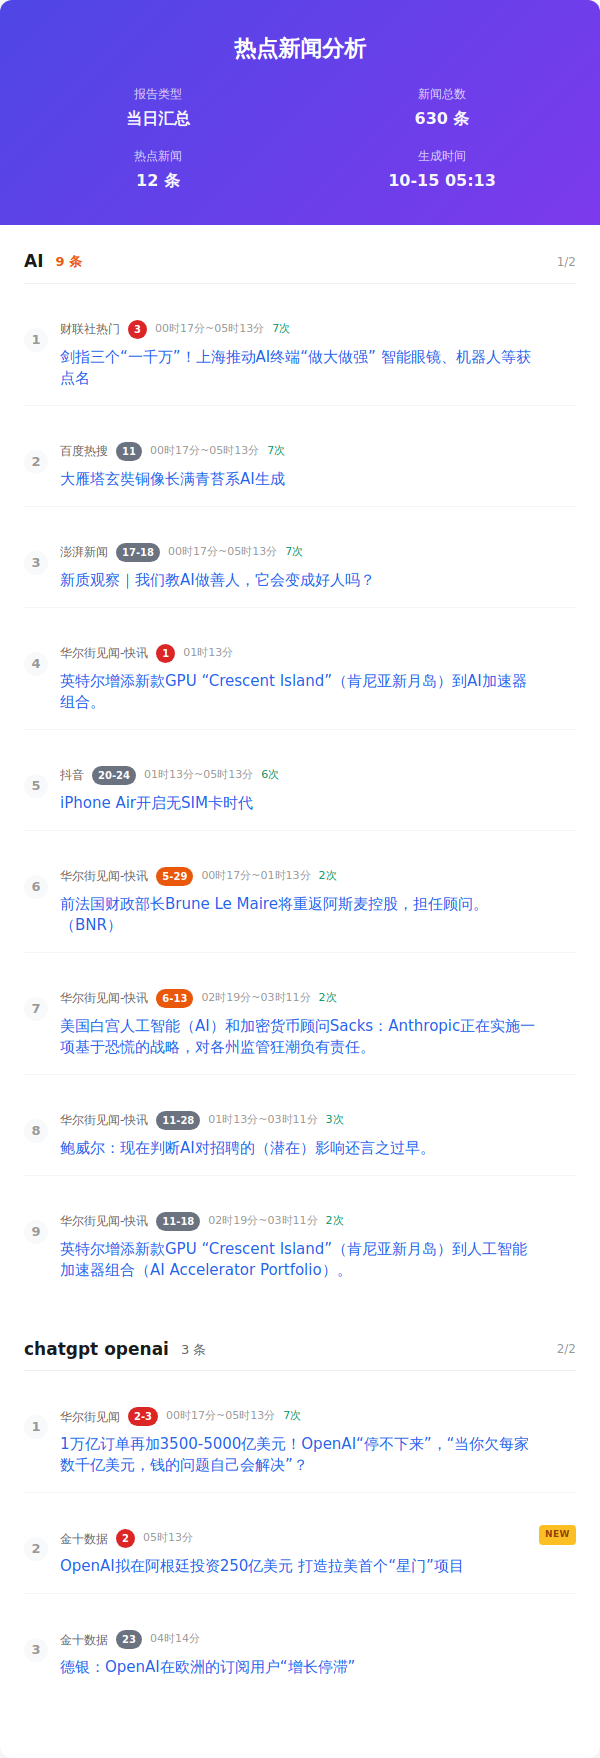 热点新闻分析
报告类型
当日汇总
新闻总数
630 条
热点新闻
12 条
生成时间
10-15 05:13
AI 9 条 1/2
1
财联社热门 3 00时17分~05时13分 7次
剑指三个“一千万”！上海推动AI终端“做大做强” 智能眼镜、机器人等获
点名
2
百度热搜 11 00时17分~05时13分 7次
大雁塔玄奘铜像长满青苔系AI生成
3
澎湃新闻 17-18 00时17分~05时13分 7次
新质观察｜我们教AI做善人，它会变成好人吗？
4
华尔街见闻-快讯 1 01时13分
英特尔增添新款GPU “Crescent Island”（肯尼亚新月岛）到AI加速器
组合。
5
抖音 20-24 01时13分~05时13分 6次
iPhone Air开启无SIM卡时代
6
华尔街见闻-快讯 5-29 00时17分~01时13分 2次
前法国财政部长Brune Le Maire将重返阿斯麦控股，担任顾问。
（BNR）
7
华尔街见闻-快讯 6-13 02时19分~03时11分 2次
美国白宫人工智能（AI）和加密货币顾问Sacks：Anthropic正在实施一
项基于恐慌的战略，对各州监管狂潮负有责任。
8
华尔街见闻-快讯 11-28 01时13分~03时11分 3次
鲍威尔：现在判断AI对招聘的（潜在）影响还言之过早。
9
华尔街见闻-快讯 11-18 02时19分~03时11分 2次
英特尔增添新款GPU “Crescent Island”（肯尼亚新月岛）到人工智能
加速器组合（AI Accelerator Portfolio）。
chatgpt openai 3 条 2/2
1
华尔街见闻 2-3 00时17分~05时13分 7次
1万亿订单再加3500-5000亿美元！OpenAI“停不下来”，“当你欠每家
数千亿美元，钱的问题自己会解决”？
2
金十数据 2 05时13分 NEW
OpenAI拟在阿根廷投资250亿美元 打造拉美首个“星门”项目
3
金十数据 23 04时14分
德银：OpenAI在欧洲的订阅用户“增长停滞”